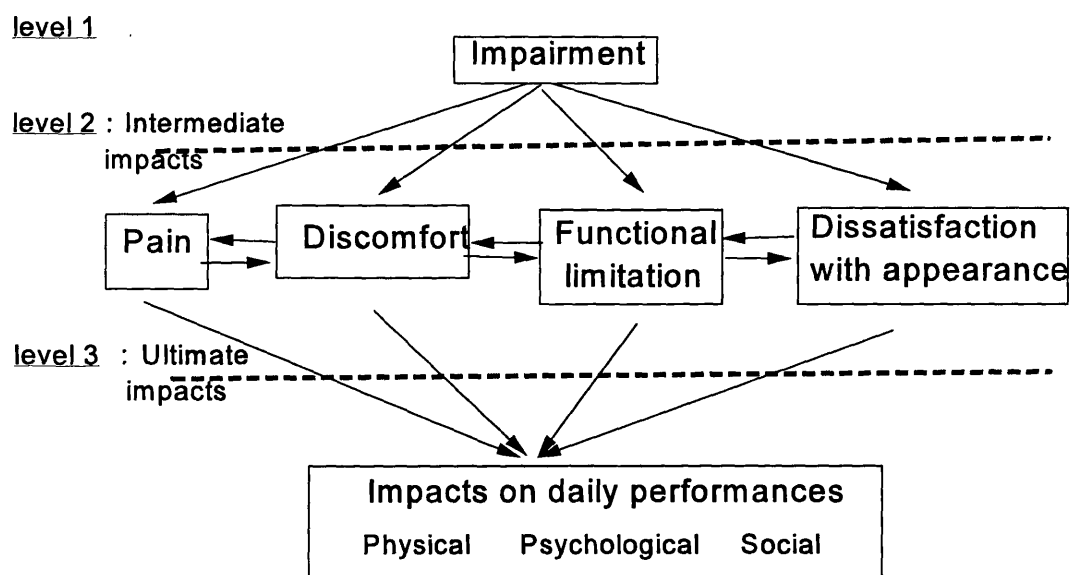 level 1
Impairment
level 2 : Intermediate
impacts
Pain
Discomfort
Functional
limitation
Dissatisfaction
with appearance
level 3 : Ultimate
impacts
Impacts on daily performances
Physical Psychological Social